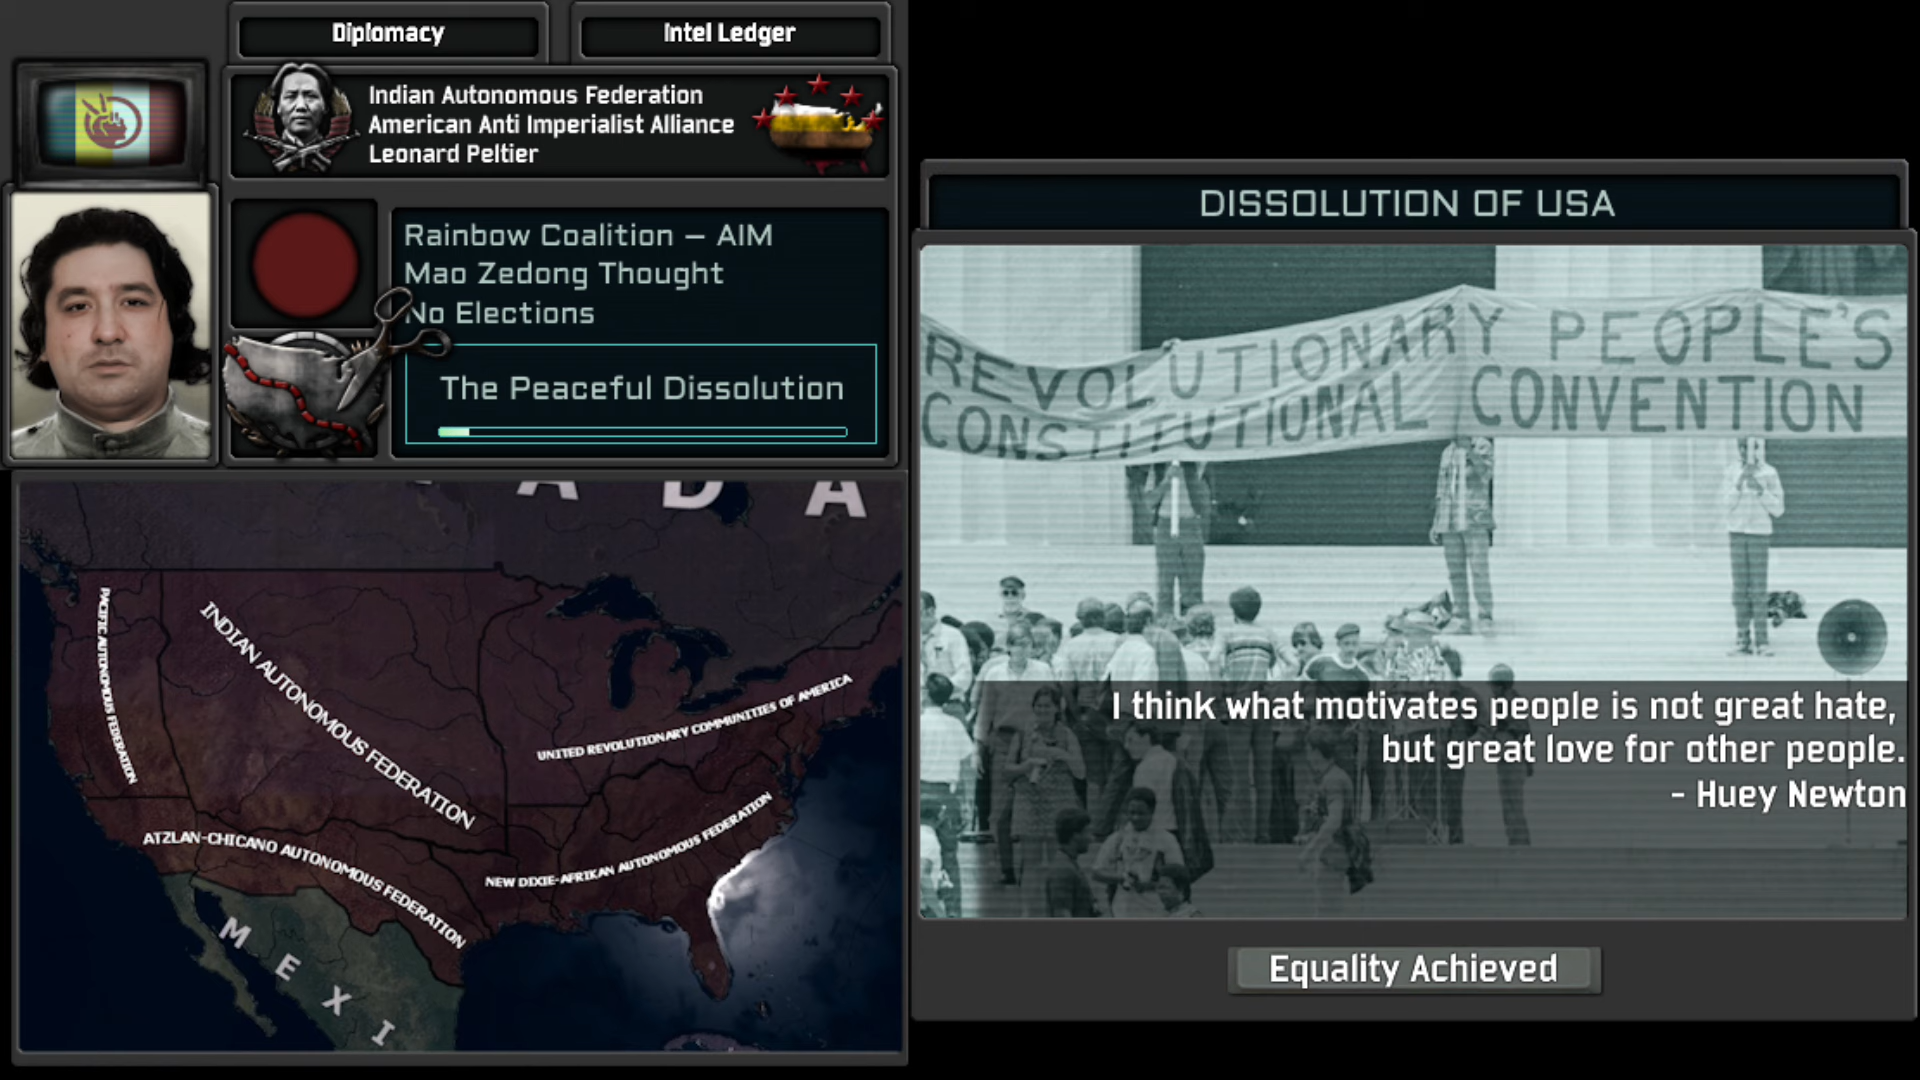 Diplomacy
Intel Ledger
Indian Autonomous Federation
American Anti Imperialist Alliance
Leonard Peltier
Rainbow Coalition – AIM
Mao Zedong Thought
No Elections
The Peaceful Dissolution
A D A
PACIFIC AUTONOMOUS FEDERATION
INDIAN AUTONOMOUS FEDERATION
UNITED REVOLUTIONARY COMMUNITIES OF AMERICA
ATZLAN-CHICANO AUTONOMOUS FEDERATION
NEW DIXIE-AFRIKAN AUTONOMOUS FEDERATION
M E X I
DISSOLUTION OF USA
REVOLUTIONARY PEOPLE'S
CONSTITUTIONAL CONVENTION
I think what motivates people is not great hate,
but great love for other people.
- Huey Newton
Equality Achieved